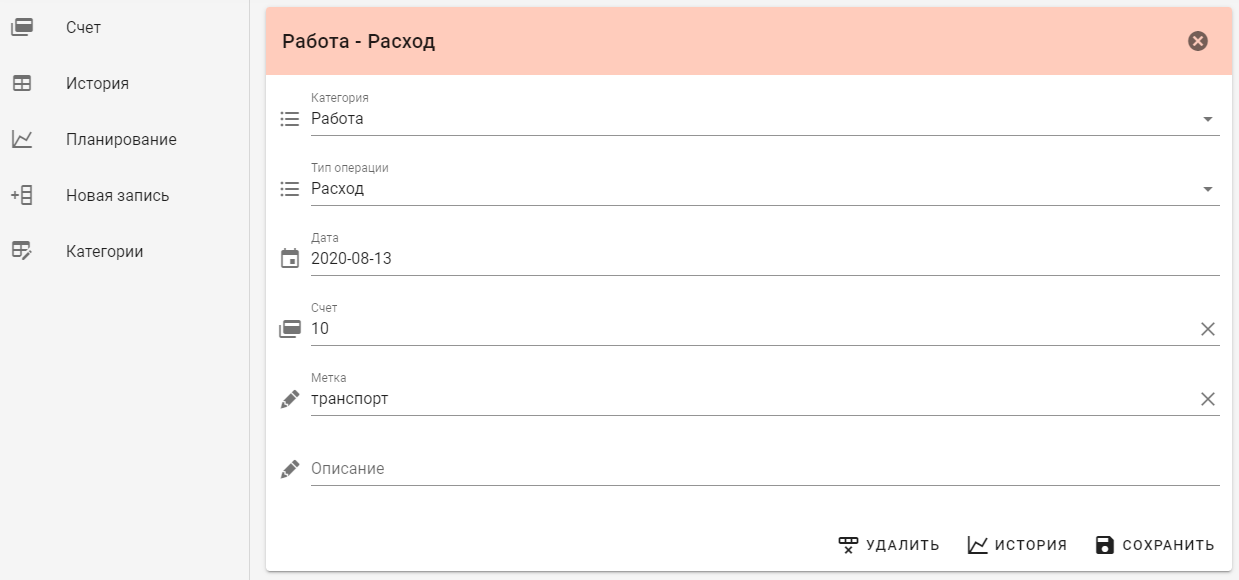 Счет
История
Планирование
Новая запись
Категории
Работа - Расход
Категория
Работа
Тип операции
Расход
Дата
2020-08-13
Счет
10
Метка
транспорт
Описание
УДАЛИТЬ ИСТОРИЯ СОХРАНИТЬ